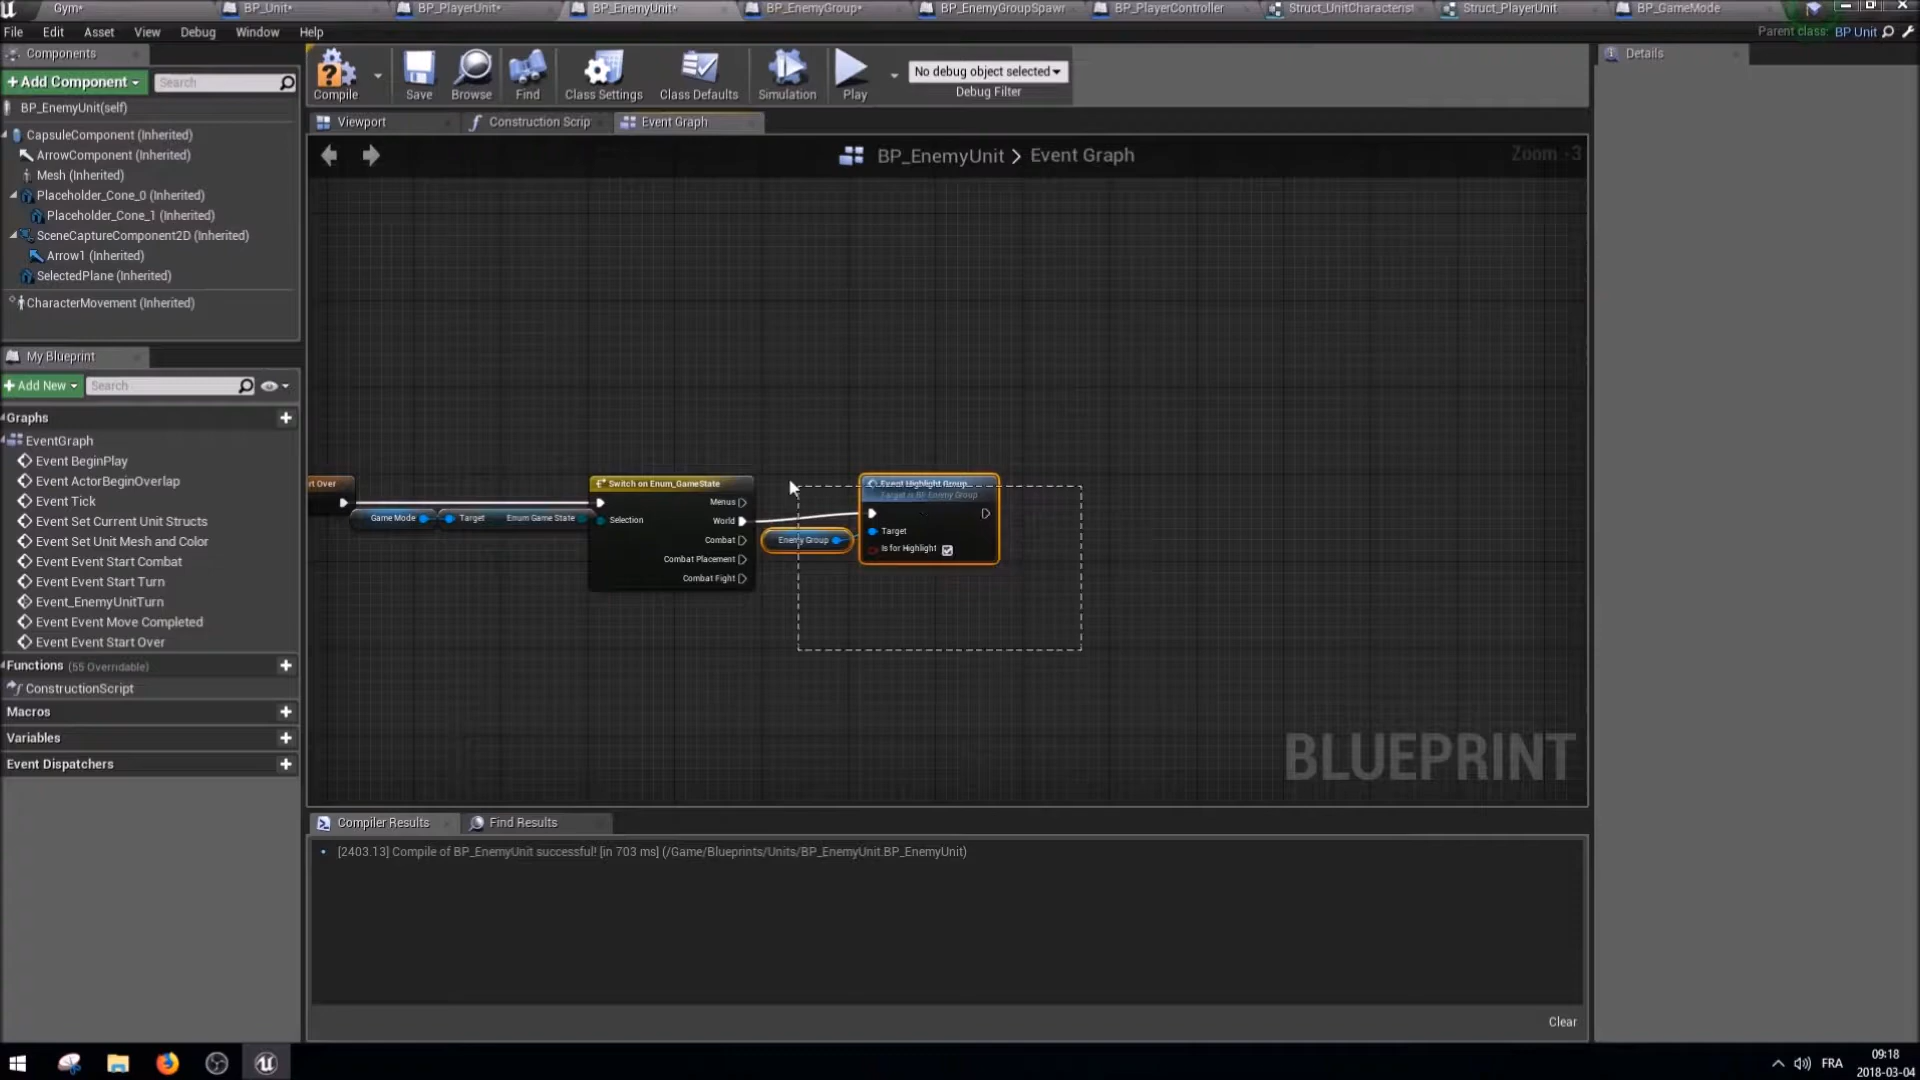 Gym*
BP_Unit*
BP_PlayerUnit*
BP_EnemyUnit*
BP_EnemyGroup*
BP_EnemyGroupSpawn
BP_PlayerController
Struct_UnitCharacterist
Struct_PlayerUnit
BP_GameMode
File Edit Asset View Debug Window Help
Parent class: BP Unit
Components
+ Add Component
Search
BP_EnemyUnit(self)
CapsuleComponent (Inherited)
ArrowComponent (Inherited)
Mesh (Inherited)
Placeholder_Cone_0 (Inherited)
Placeholder_Cone_1 (Inherited)
SceneCaptureComponent2D (Inherited)
Arrow1 (Inherited)
SelectedPlane (Inherited)
CharacterMovement (Inherited)
My Blueprint
+ Add New
Search
Graphs
EventGraph
Event BeginPlay
Event ActorBeginOverlap
Event Tick
Event Set Current Unit Structs
Event Set Unit Mesh and Color
Event Event Start Combat
Event Event Start Turn
Event_EnemyUnitTurn
Event Event Move Completed
Event Event Start Over
Functions (55 Overridable)
ConstructionScript
Macros
Variables
Event Dispatchers
Compile
Save
Browse
Find
Class Settings
Class Defaults
Simulation
Play
No debug object selected
Debug Filter
Viewport
Construction Scrip
Event Graph
BP_EnemyUnit > Event Graph
Zoom -3
rt Over
Game Mode
Target
Enum Game State
Switch on Enum_GameState
Selection
Menus
World
Combat
Combat Placement
Combat Fight
Enemy Group
Event Highlight Group
Target is BP Enemy Group
Target
Is for Highlight
BLUEPRINT
Compiler Results
Find Results
[2403.13] Compile of BP_EnemyUnit successful! [in 703 ms] (/Game/Blueprints/Units/BP_EnemyUnit.BP_EnemyUnit)
Clear
Details
FRA
09:18
2018-03-04